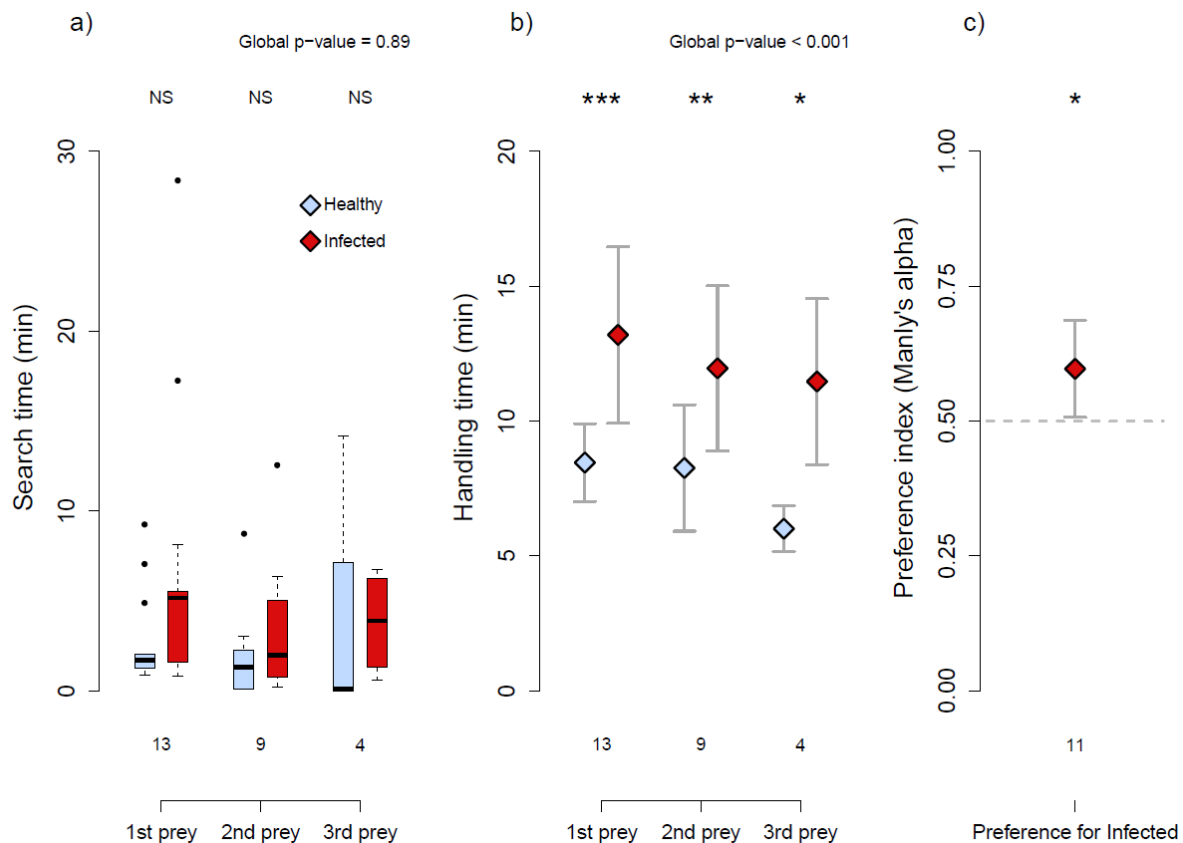 a)
Global p−value = 0.89
NS NS NS
Search time (min)
30
20
10
0
Healthy
Infected
13 9 4
1st prey 2nd prey 3rd prey
b)
Global p−value < 0.001
*** ** *
Handling time (min)
20
15
10
5
0
13 9 4
1st prey 2nd prey 3rd prey
c)
*
Preference index (Manly's alpha)
1.00
0.75
0.50
0.25
0.00
11
Preference for Infected